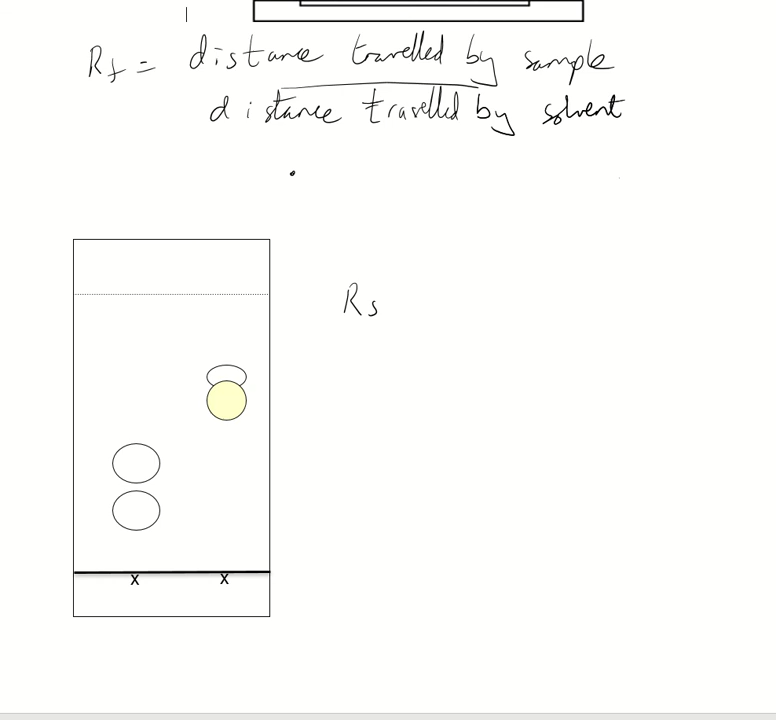 Rf = distance travelled by sample
distance travelled by solvent
Rs
x x